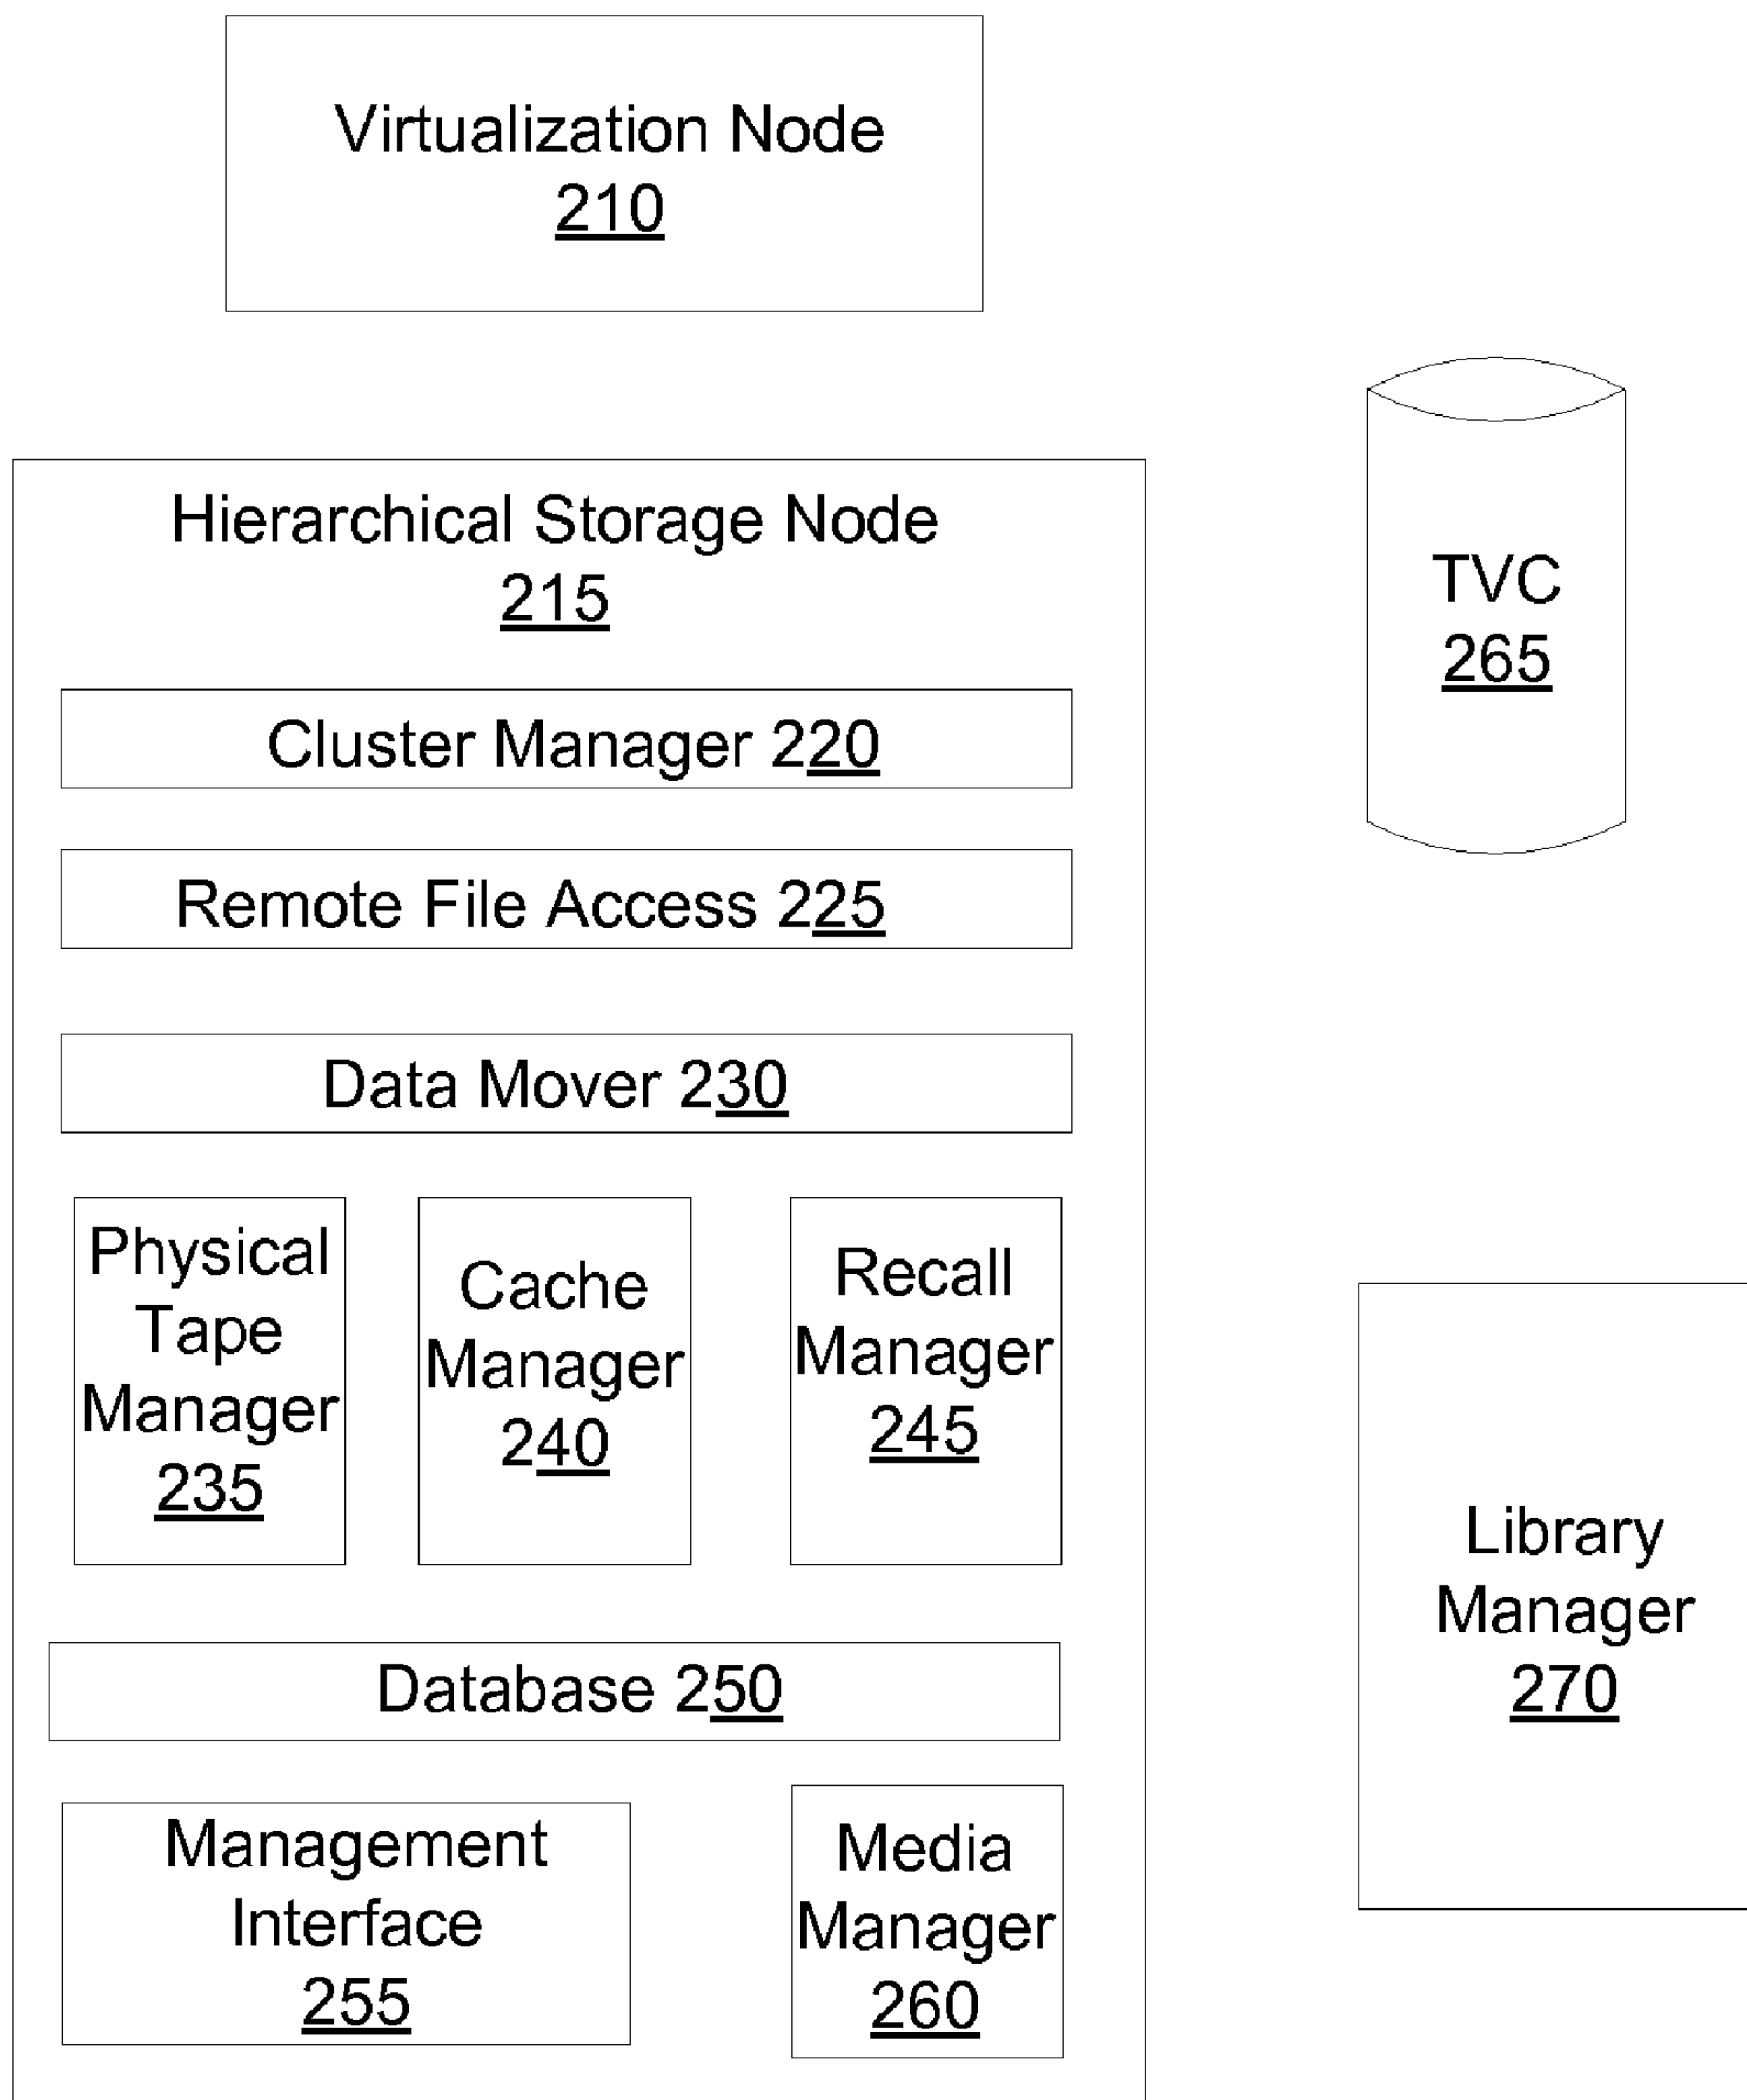 Virtualization Node
210
Hierarchical Storage Node
215
Cluster Manager 220
Remote File Access 225
Data Mover 230
Physical
Tape
Manager
235
Cache
Manager
240
Recall
Manager
245
Database 250
Management
Interface
255
Media
Manager
260
TVC
265
Library
Manager
270